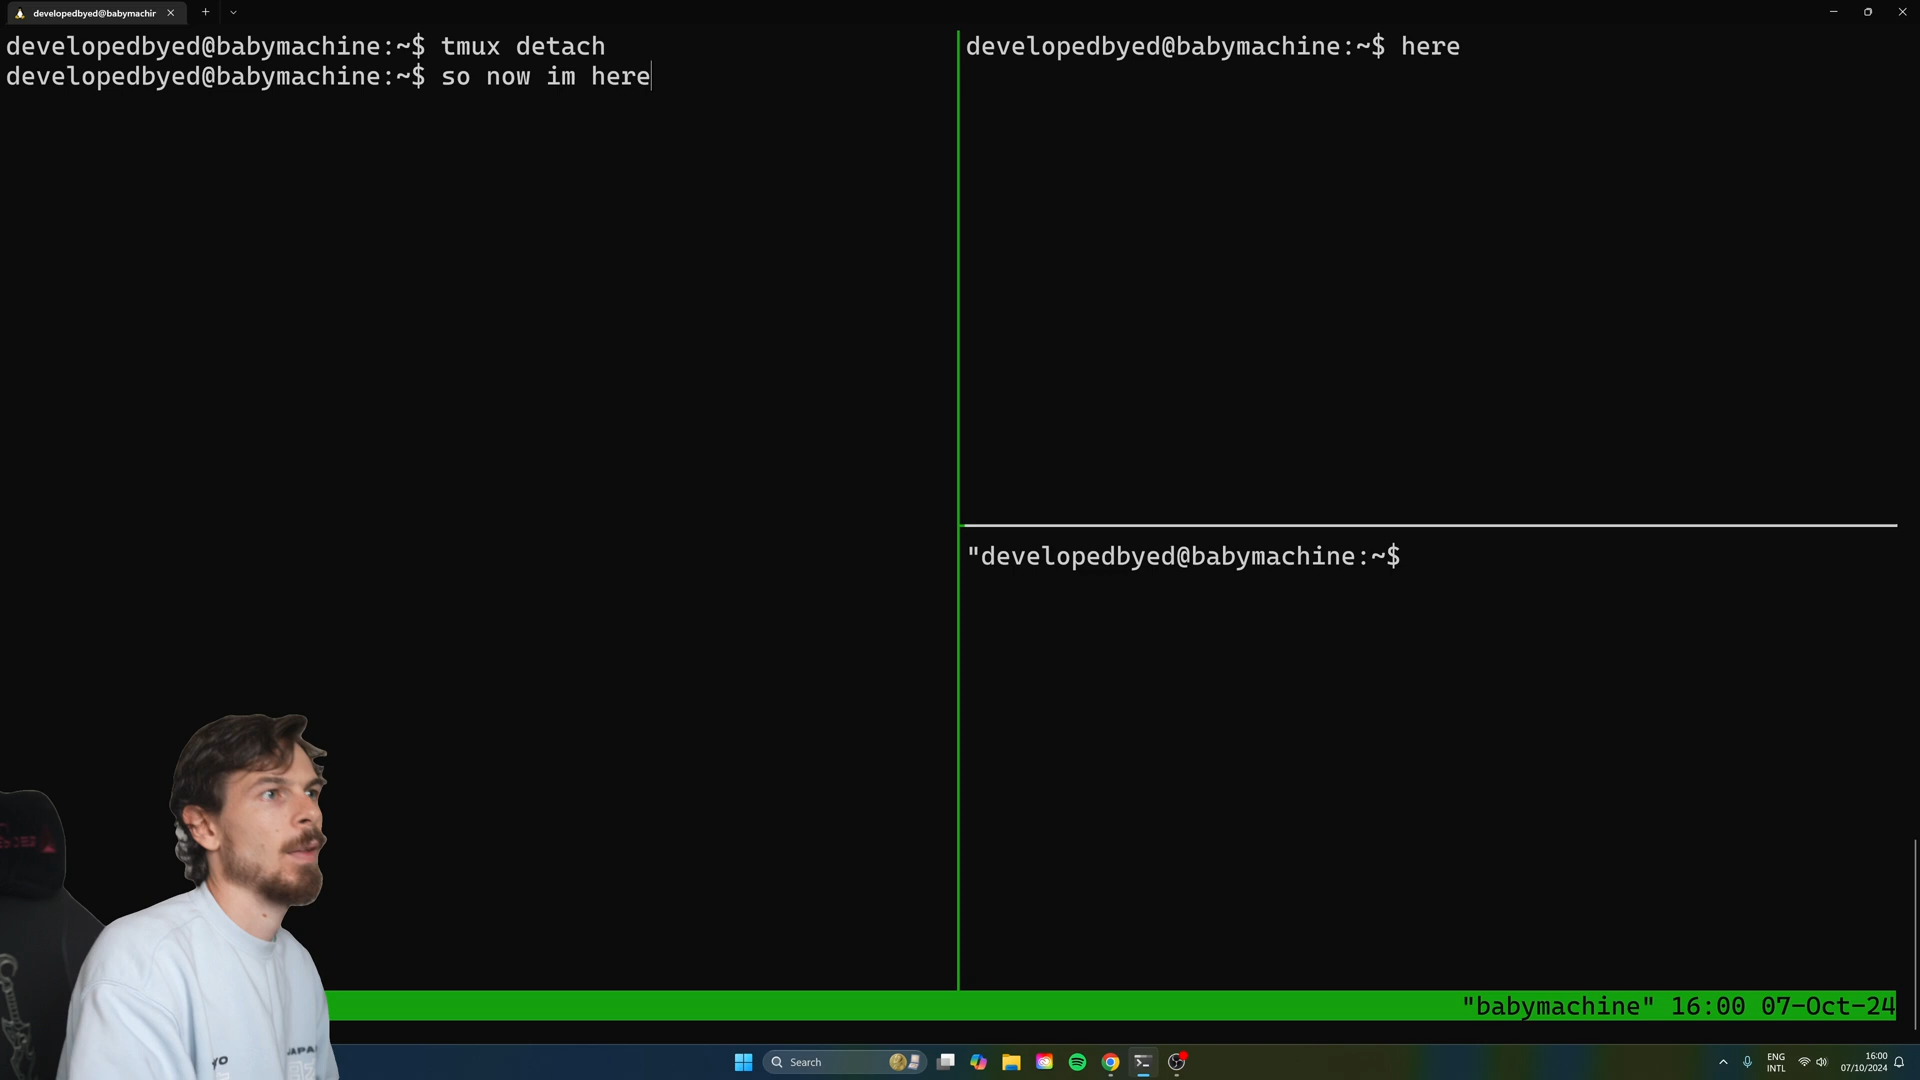 developedbyed@babymachir
developedbyed@babymachine:~$ tmux detach
developedbyed@babymachine:~$ so now im here
developedbyed@babymachine:~$ here
"developedbyed@babymachine:~$
"babymachine" 16:00 07-Oct-24
Search
ENG
INTL
16:00
07/10/2024